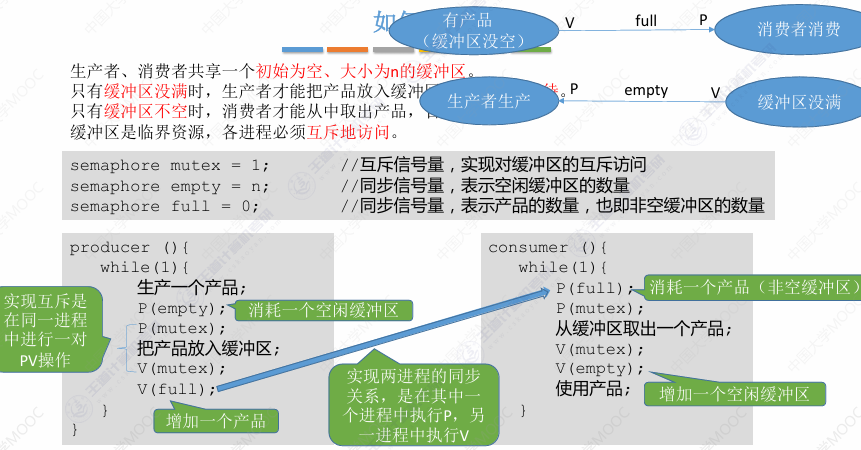 如
有产品
（缓冲区没空）
V
full
P
消费者消费
生产者、消费者共享一个初始为空、大小为n的缓冲区。
只有缓冲区没满时，生产者才能把产品放入缓冲
待。
生产者生产
P
empty
V
缓冲区没满
只有缓冲区不空时，消费者才能从中取出产品，
缓冲区是临界资源，各进程必须互斥地访问。
semaphore mutex = 1; //互斥信号量，实现对缓冲区的互斥访问
semaphore empty = n; //同步信号量，表示空闲缓冲区的数量
semaphore full = 0; //同步信号量，表示产品的数量，也即非空缓冲区的数量
producer (){
while(1){
生产一个产品;
P(empty);
消耗一个空闲缓冲区
P(mutex);
把产品放入缓冲区;
V(mutex);
V(full);
增加一个产品
}
}
实现互斥是
在同一进程
中进行一对
PV操作
实现两进程的同步
关系，是在其中一
个进程中执行P，另
一进程中执行V
consumer (){
while(1){
P(full);
消耗一个产品（非空缓冲区）
P(mutex);
从缓冲区取出一个产品;
V(mutex);
V(empty);
增加一个空闲缓冲区
使用产品;
}